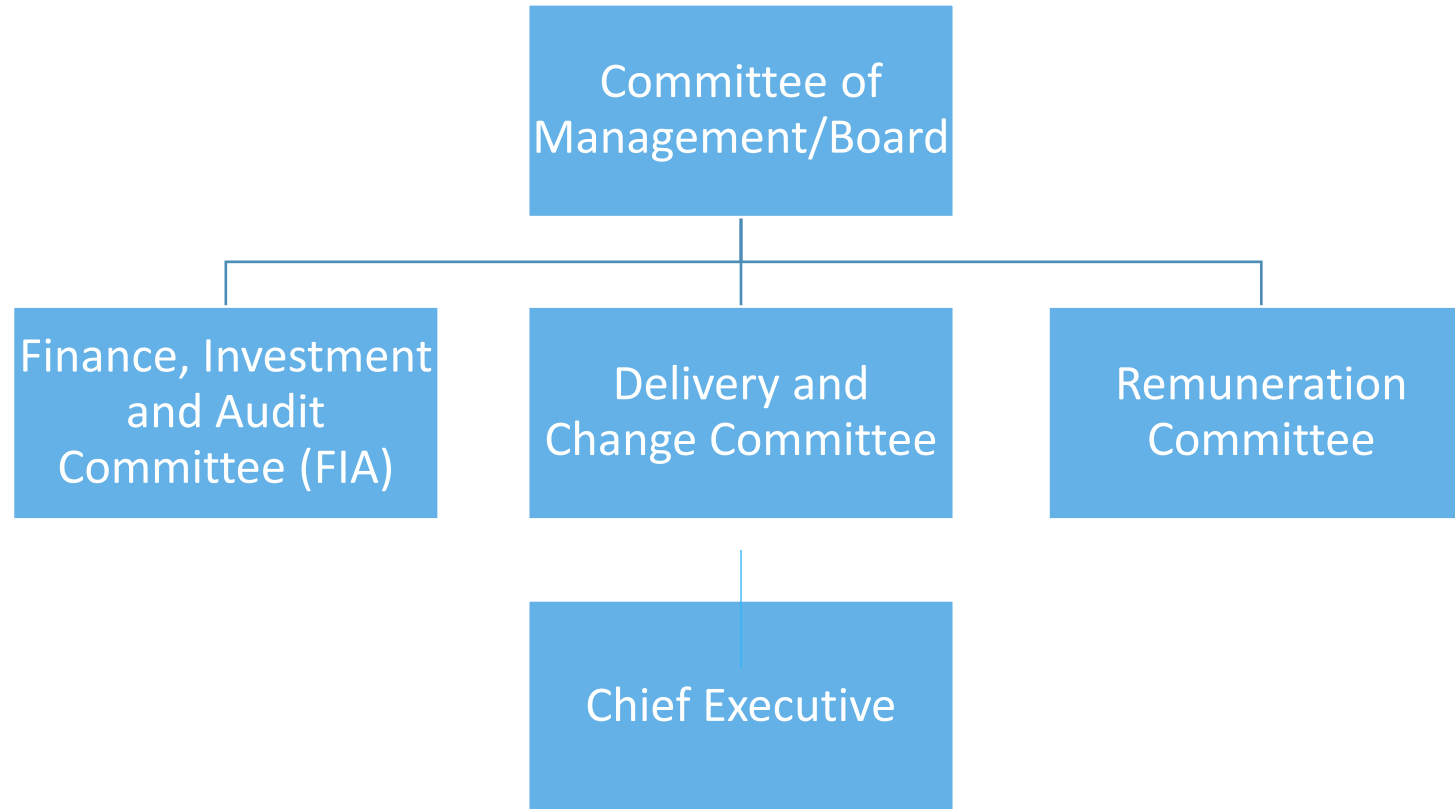 Committee of
Management/Board
Finance, Investment
and Audit
Committee (FIA)
Delivery and
Change Committee
Remuneration
Committee
Chief Executive